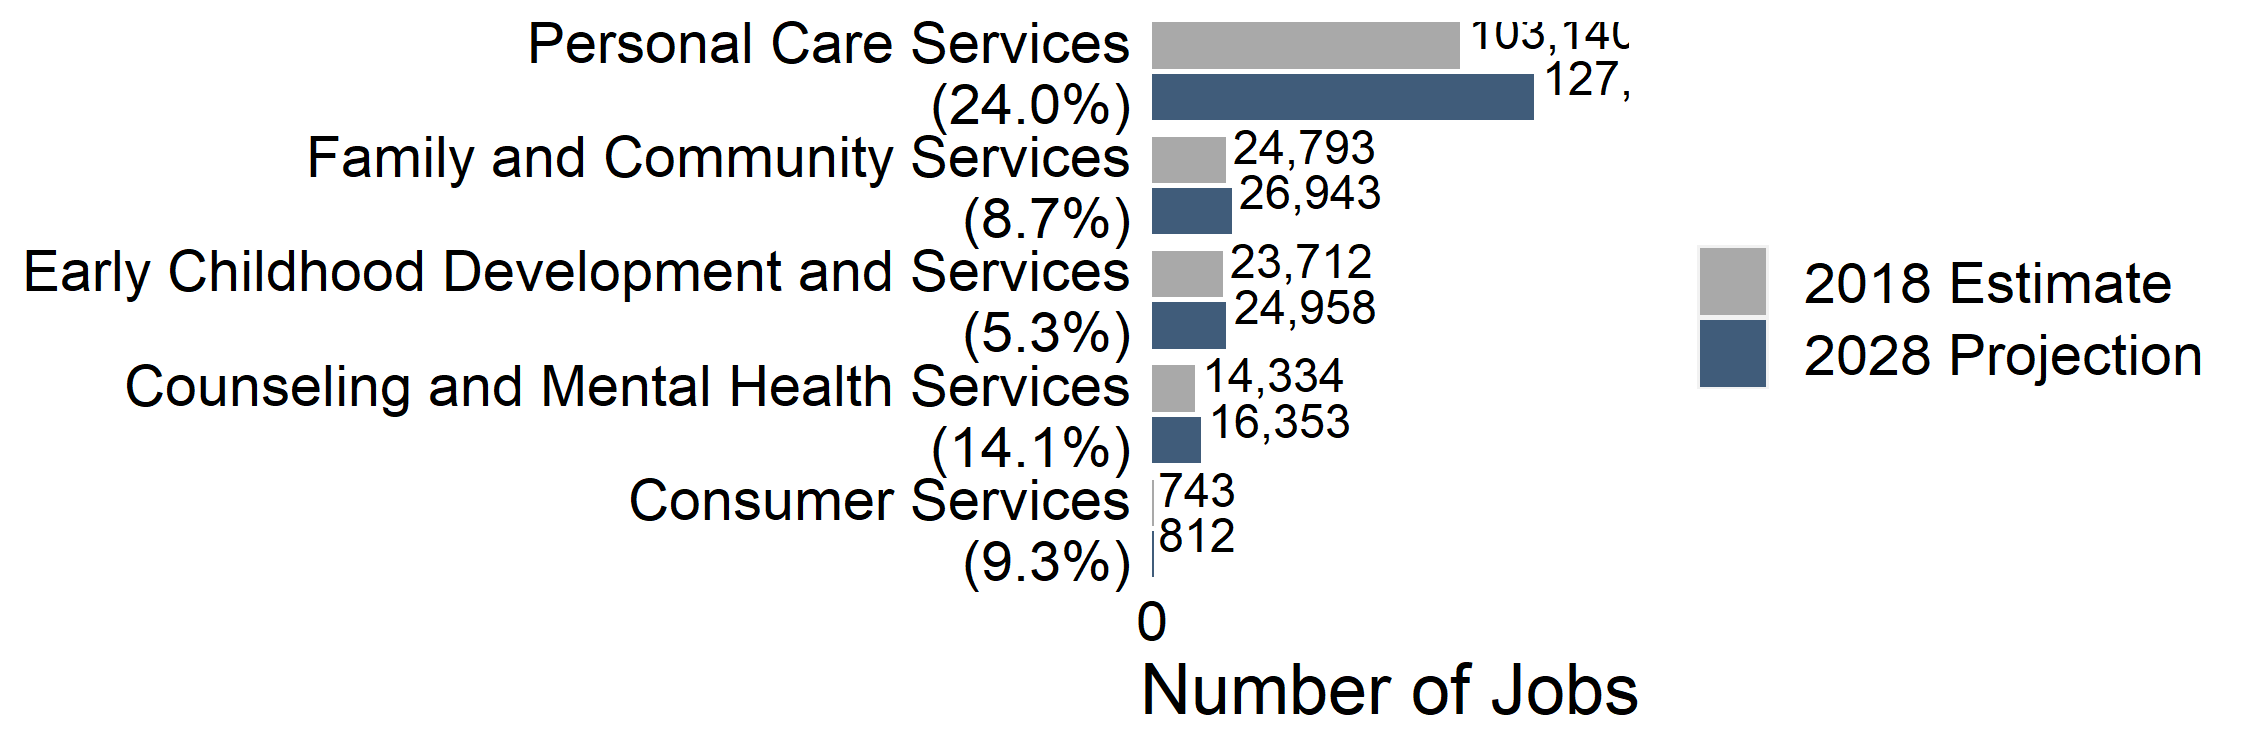 Personal Care Services 103,140
(24.0%) 127,
Family and Community Services 24,793
(8.7%) 26,943
Early Childhood Development and Services 23,712
(5.3%) 24,958
Counseling and Mental Health Services 14,334
(14.1%) 16,353
Consumer Services 743
(9.3%) 812
0
Number of Jobs
2018 Estimate
2028 Projection